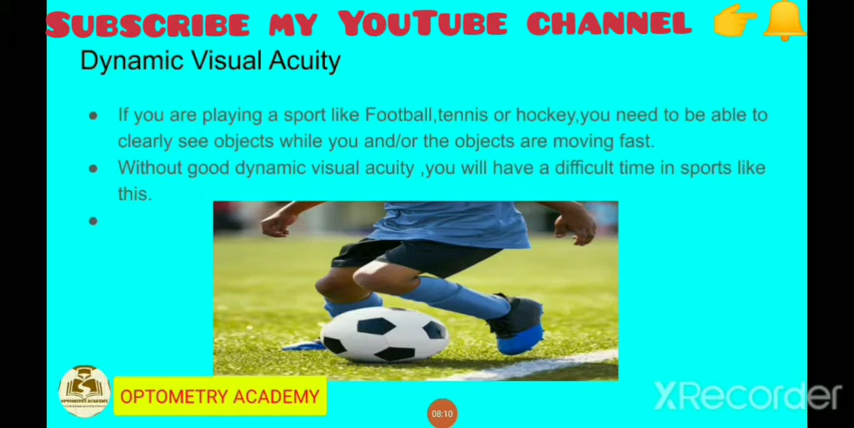 SUBSCRIBE MY YOUTUBE CHANNEL
Dynamic Visual Acuity
If you are playing a sport like Football,tennis or hockey,you need to be able to
clearly see objects while you and/or the objects are moving fast.
Without good dynamic visual acuity ,you will have a difficult time in sports like
this.
OPTOMETRY ACADEMY
OPTOMETRY ACADEMY
08:10
XRecorder